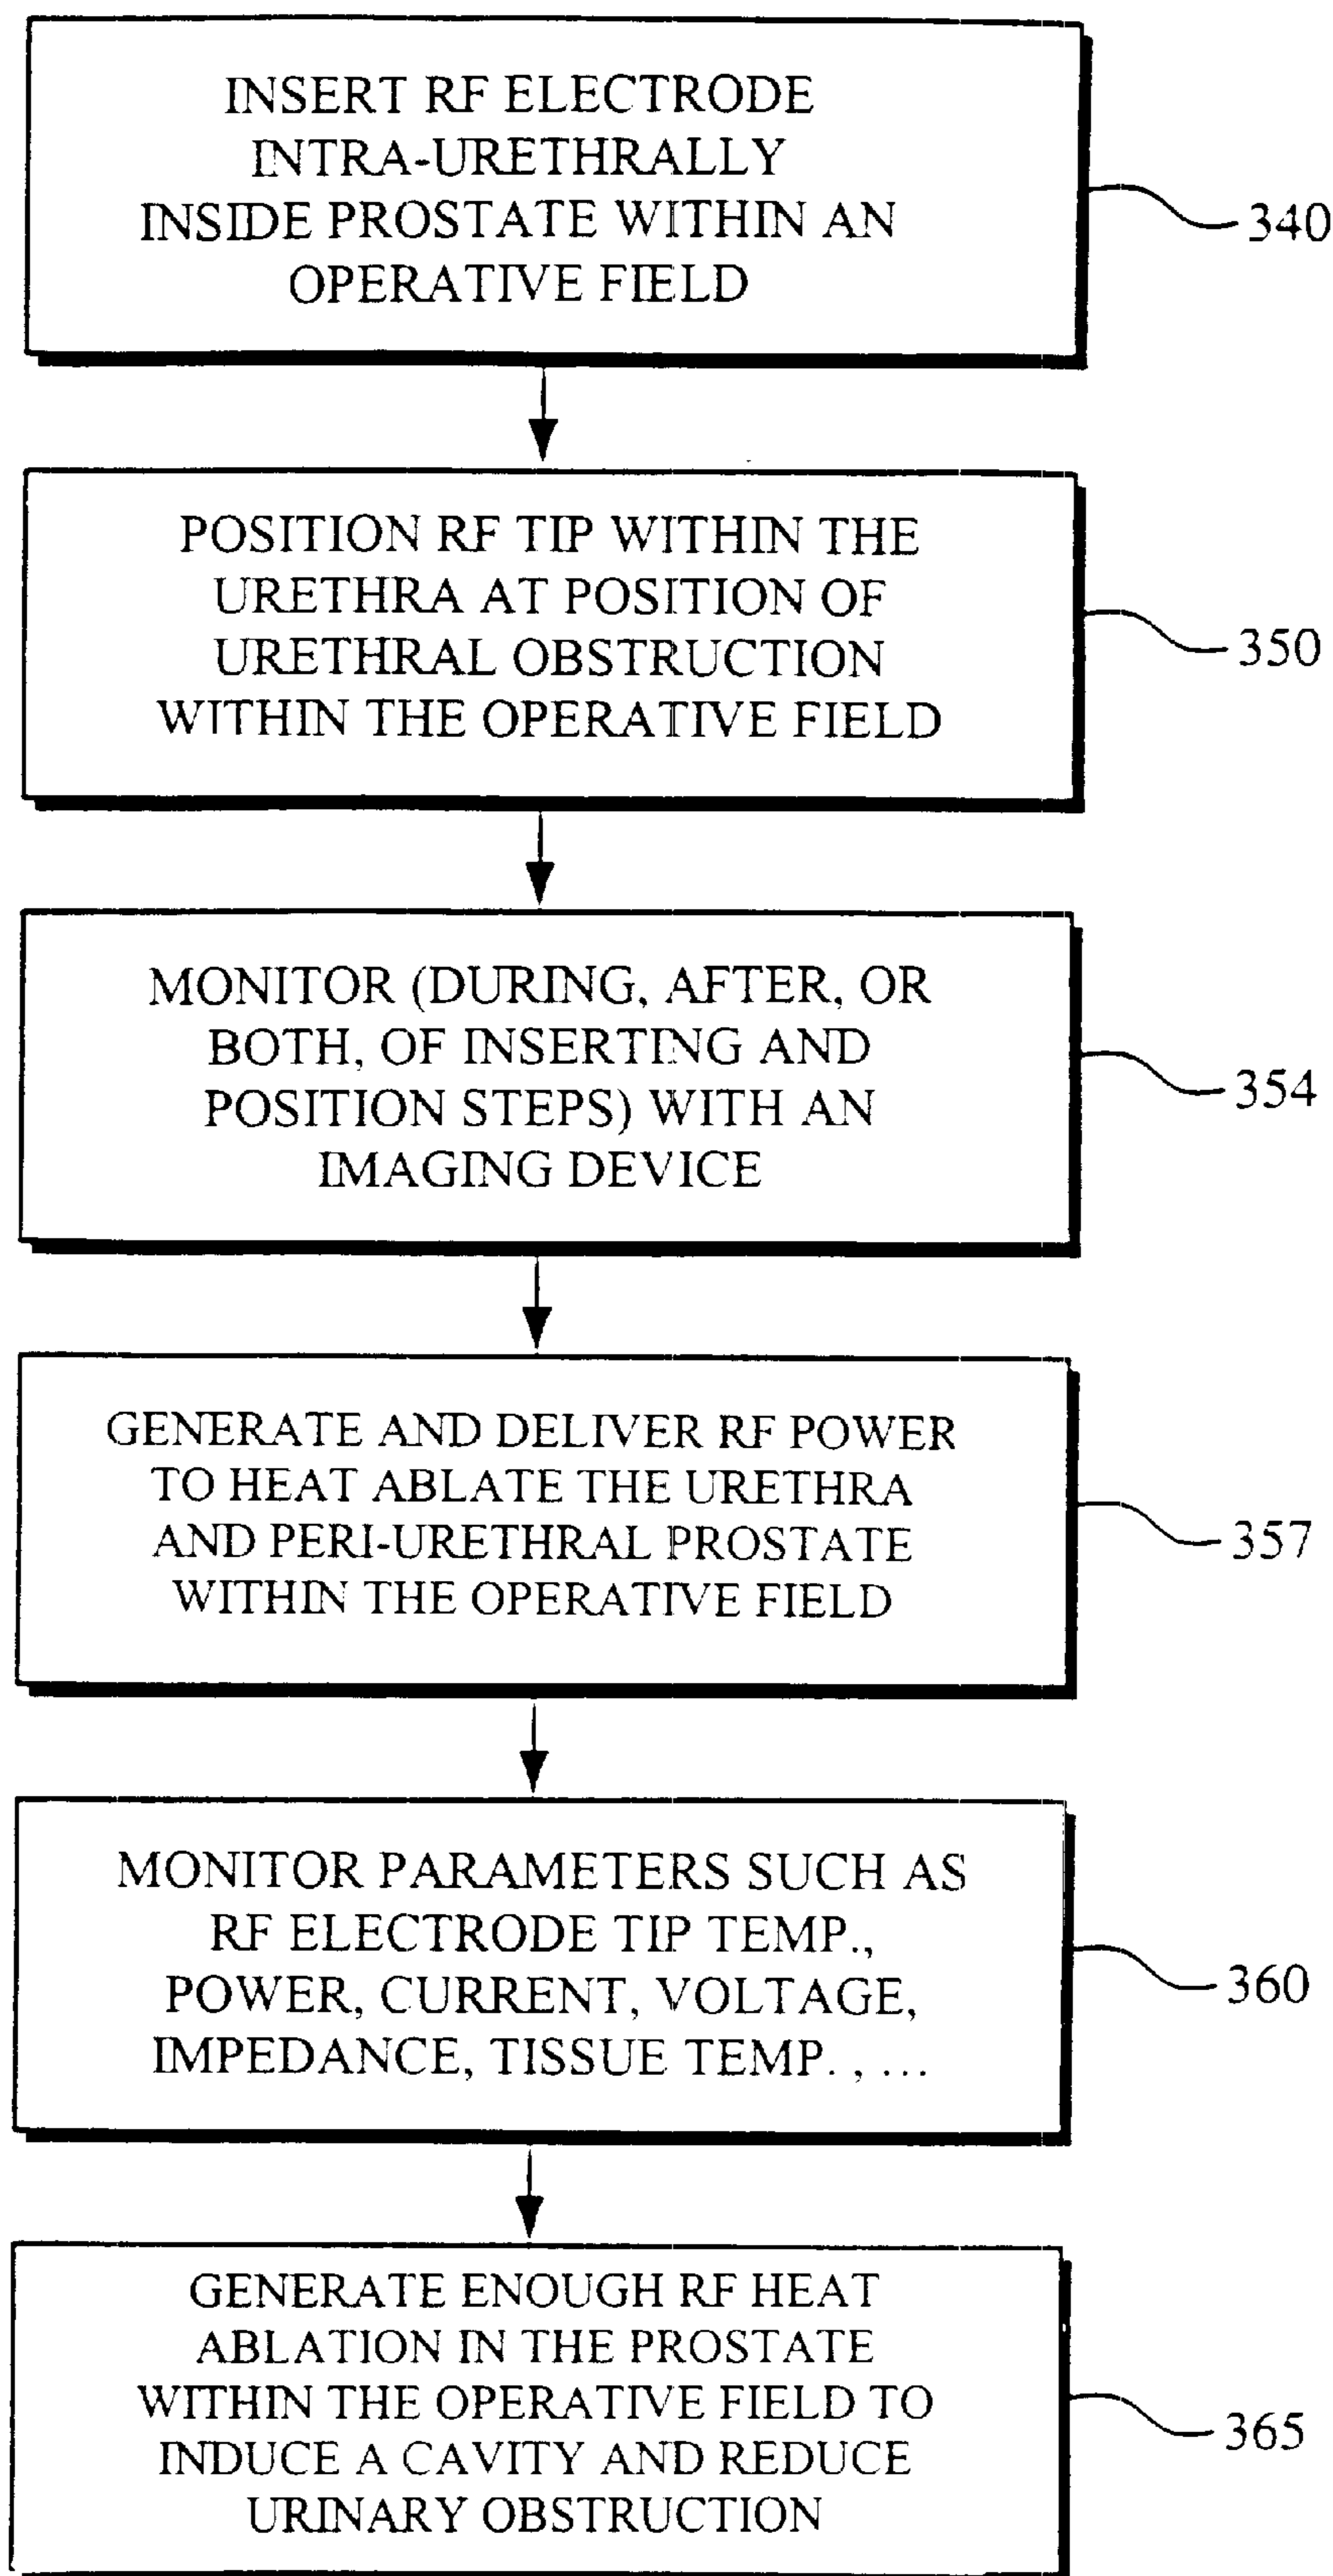 INSERT RF ELECTRODE
INTRA-URETHRALLY
INSIDE PROSTATE WITHIN AN
OPERATIVE FIELD
340
POSITION RF TIP WITHIN THE
URETHRA AT POSITION OF
URETHRAL OBSTRUCTION
WITHIN THE OPERATIVE FIELD
350
MONITOR (DURING, AFTER, OR
BOTH, OF INSERTING AND
POSITION STEPS) WITH AN
IMAGING DEVICE
354
GENERATE AND DELIVER RF POWER
TO HEAT ABLATE THE URETHRA
AND PERI-URETHRAL PROSTATE
WITHIN THE OPERATIVE FIELD
357
MONITOR PARAMETERS SUCH AS
RF ELECTRODE TIP TEMP.,
POWER, CURRENT, VOLTAGE,
IMPEDANCE, TISSUE TEMP. , ...
360
GENERATE ENOUGH RF HEAT
ABLATION IN THE PROSTATE
WITHIN THE OPERATIVE FIELD TO
INDUCE A CAVITY AND REDUCE
URINARY OBSTRUCTION
365